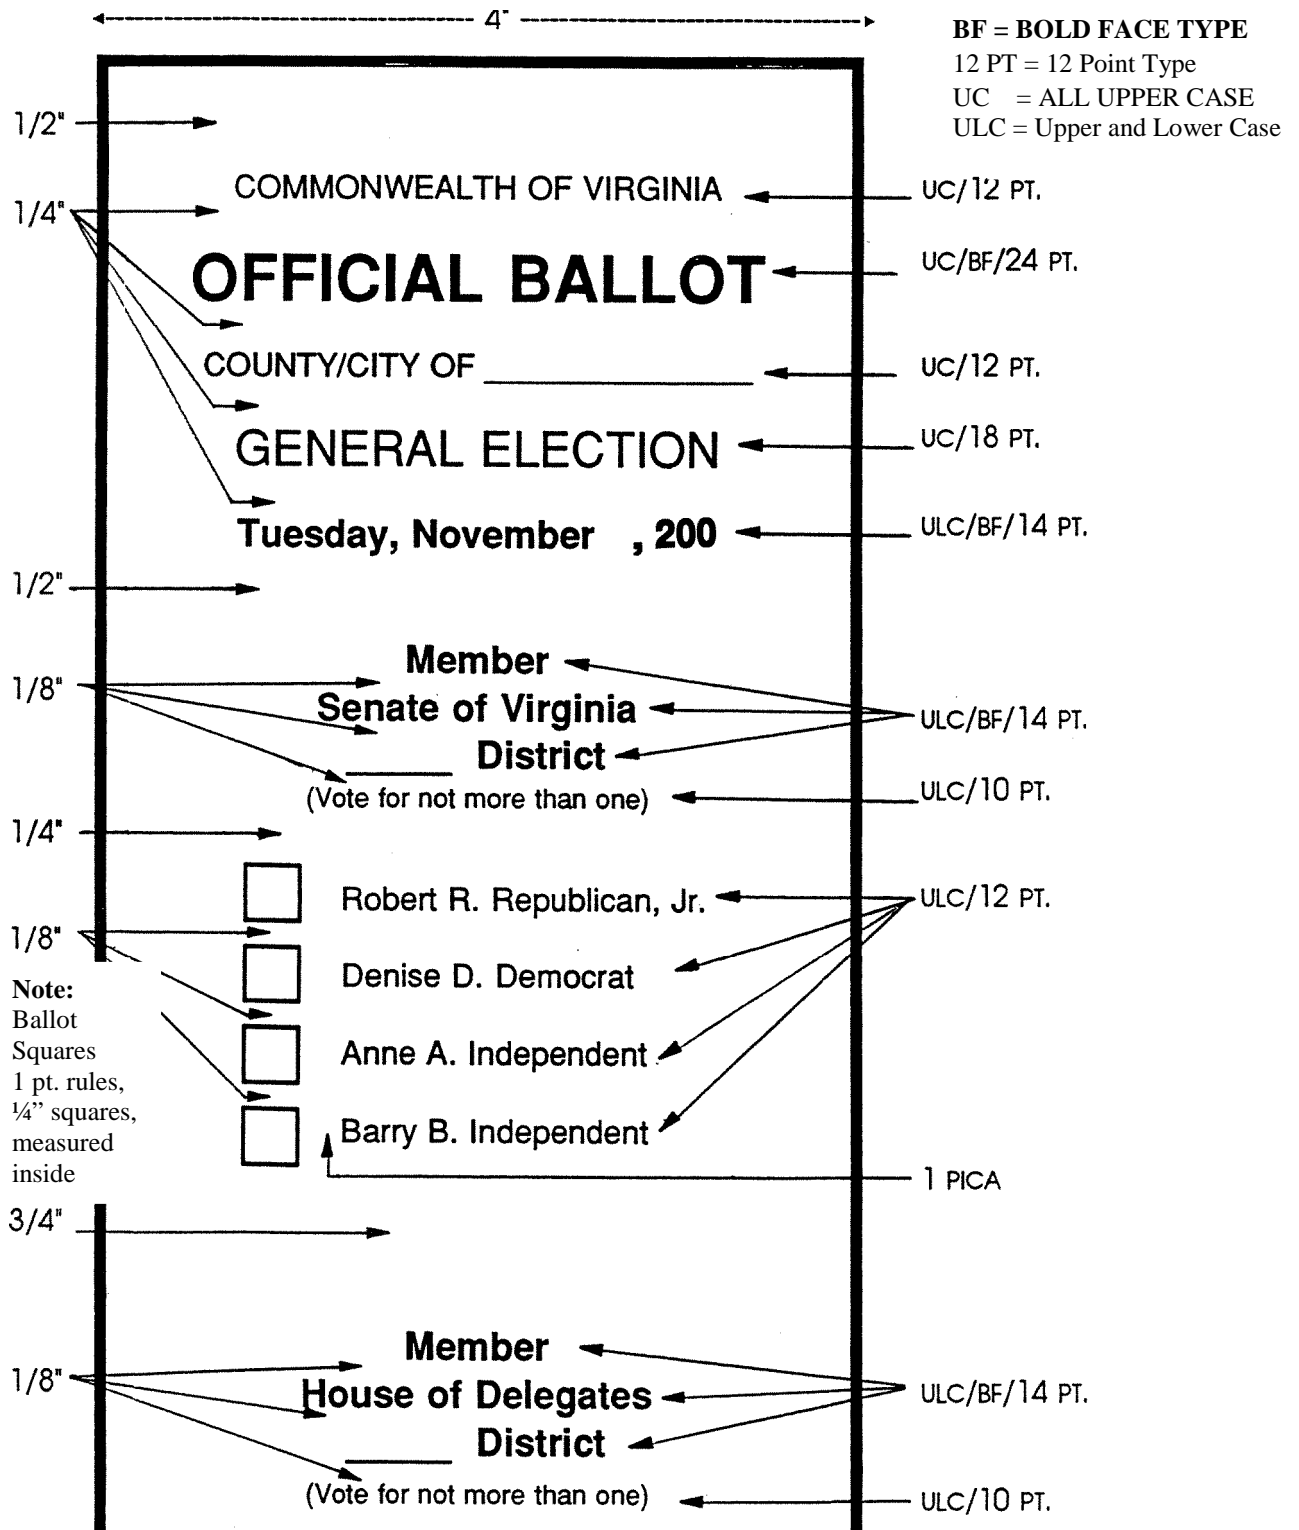 4"
BF = BOLD FACE TYPE
12 PT = 12 Point Type
UC = ALL UPPER CASE
ULC = Upper and Lower Case
1/2"
COMMONWEALTH OF VIRGINIA
UC/12 PT.
1/4"
OFFICIAL BALLOT
UC/BF/24 PT.
COUNTY/CITY OF ____________
UC/12 PT.
GENERAL ELECTION
UC/18 PT.
Tuesday, November , 200
ULC/BF/14 PT.
1/2"
Member
1/8"
Senate of Virginia
ULC/BF/14 PT.
_____ District
(Vote for not more than one)
ULC/10 PT.
1/4"
Robert R. Republican, Jr.
ULC/12 PT.
1/8"
Denise D. Democrat
Note:
Ballot
Squares
1 pt. rules,
¼” squares,
measured
inside
Anne A. Independent
Barry B. Independent
1 PICA
3/4"
Member
1/8"
House of Delegates
ULC/BF/14 PT.
_____ District
(Vote for not more than one)
ULC/10 PT.